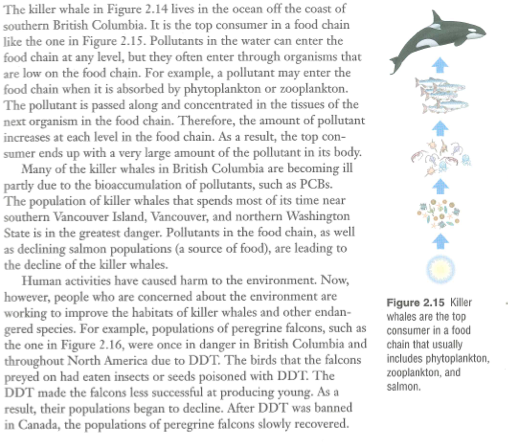 The killer whale in Figure 2.14 lives in the ocean off the coast of
southern British Columbia. It is the top consumer in a food chain
like the one in Figure 2.15. Pollutants in the water can enter the
food chain at any level, but they often enter through organisms that
are low on the food chain. For example, a pollutant may enter the
food chain when it is absorbed by phytoplankton or zooplankton.
The pollutant is passed along and concentrated in the tissues of the
next organism in the food chain. Therefore, the amount of pollutant
increases at each level in the food chain. As a result, the top con-
sumer ends up with a very large amount of the pollutant in its body.
Many of the killer whales in British Columbia are becoming ill
partly due to the bioaccumulation of pollutants, such as PCBs.
The population of killer whales that spends most of its time near
southern Vancouver Island, Vancouver, and northern Washington
State is in the greatest danger. Pollutants in the food chain, as well
as declining salmon populations (a source of food), are leading to
the decline of the killer whales.
Human activities have caused harm to the environment. Now,
however, people who are concerned about the environment are
working to improve the habitats of killer whales and other endan-
gered species. For example, populations of peregrine falcons, such as
the one in Figure 2.16, were once in danger in British Columbia and
throughout North America due to DDT. The birds that the falcons
preyed on had eaten insects or seeds poisoned with DDT. The
DDT made the falcons less successful at producing young. As a
result, their populations began to decline. After DDT was banned
in Canada, the populations of peregrine falcons slowly recovered.
Figure 2.15 Killer
whales are the top
consumer in a food
chain that usually
includes phytoplankton,
zooplankton, and
salmon.